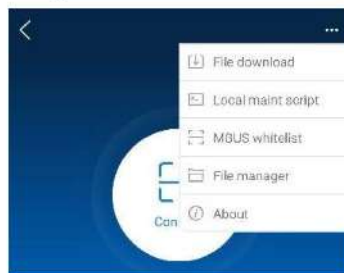 File download
Local maint script
MBUS whitelist
File manager
About
Con